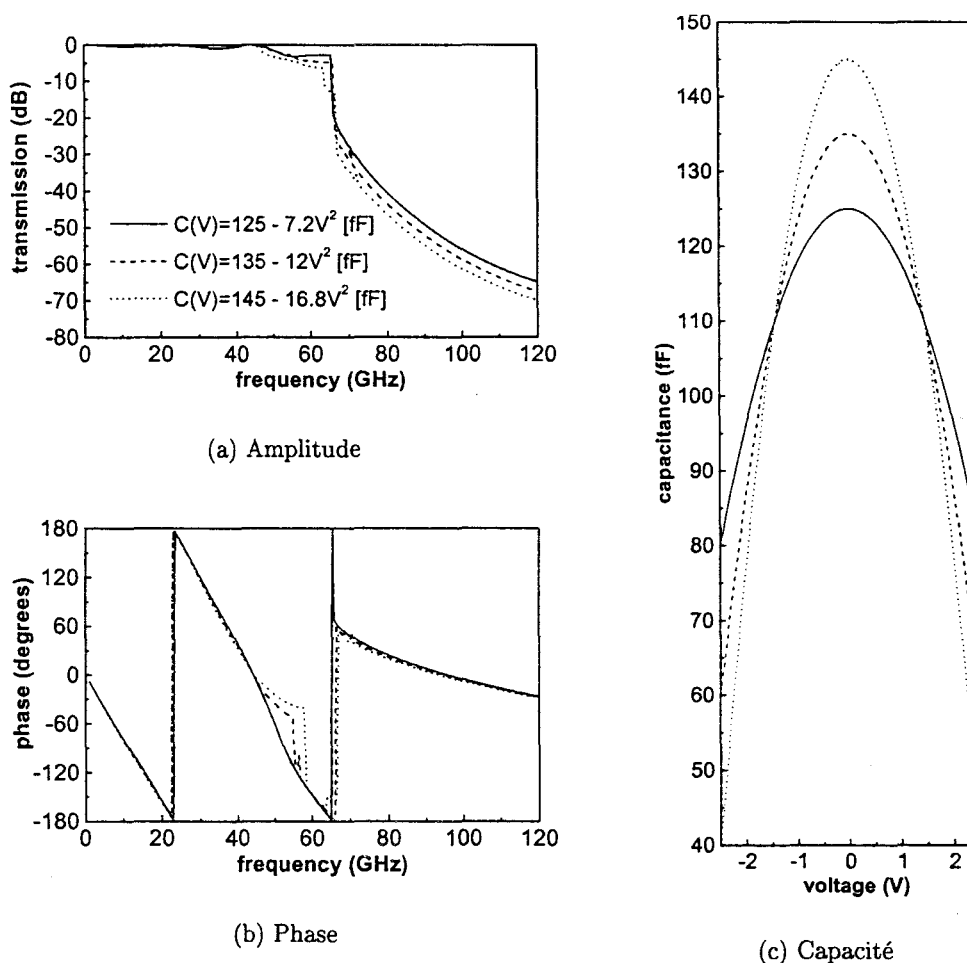 0
-10
-20
-30
-40
-50
-60
-70
-80
transmission (dB)
C(V)=125 - 7.2V² [fF]
C(V)=135 - 12V² [fF]
C(V)=145 - 16.8V² [fF]
0 20 40 60 80 100 120
frequency (GHz)
(a) Amplitude
180
120
60
0
-60
-120
-180
phase (degrees)
0 20 40 60 80 100 120
frequency (GHz)
(b) Phase
150
140
130
120
110
100
90
80
70
60
50
40
capacitance (fF)
-2 -1 0 1 2
voltage (V)
(c) Capacité